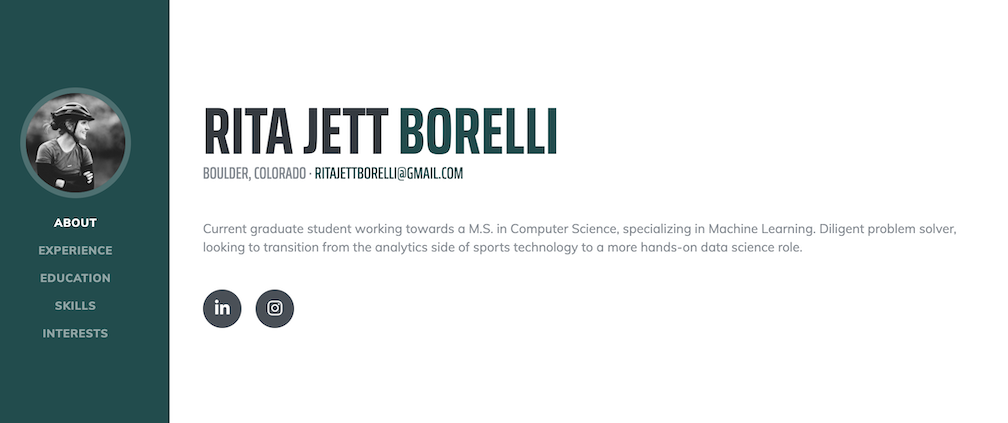 ABOUT
EXPERIENCE
EDUCATION
SKILLS
INTERESTS
RITA JETT BORELLI
BOULDER, COLORADO · RITAJETTBORELLI@GMAIL.COM
Current graduate student working towards a M.S. in Computer Science, specializing in Machine Learning. Diligent problem solver,
looking to transition from the analytics side of sports technology to a more hands-on data science role.
in